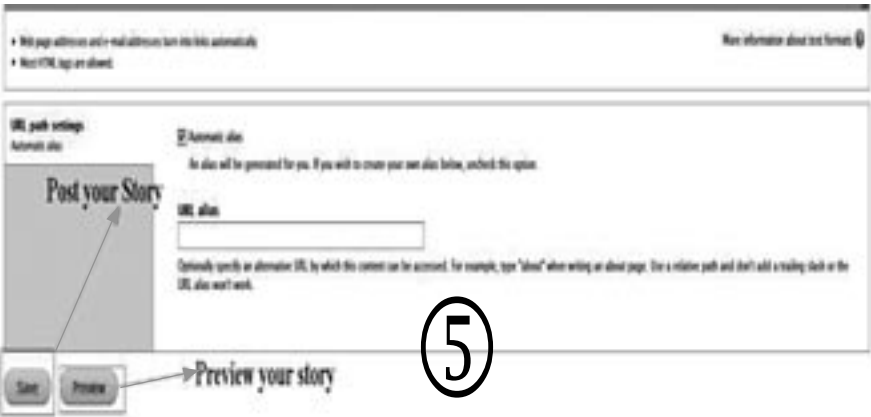 • Web page addresses and e-mail addresses turn into links automatically.
• Most HTML tags are allowed.
More information about text formats ?
URL path settings
Automatic alias
Automatic alias
An alias will be generated for you. If you wish to create your own alias below, uncheck this option.
Post your Story
URL alias
Optionally specify an alternative URL by which this content can be accessed. For example, type "about" when writing an about page. Use a relative path and don't add a trailing slash or the
URL alias won't work.
5
Save
Preview
Preview your story